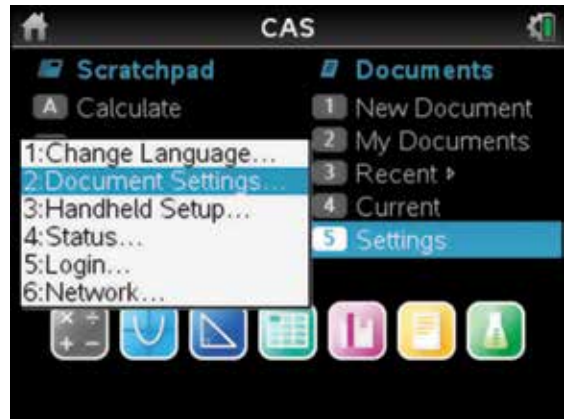 CAS
Scratchpad
A Calculate
Documents
1 New Document
2 My Documents
3 Recent ▸
4 Current
5 Settings
1:Change Language...
2:Document Settings...
3:Handheld Setup...
4:Status...
5:Login...
6:Network...